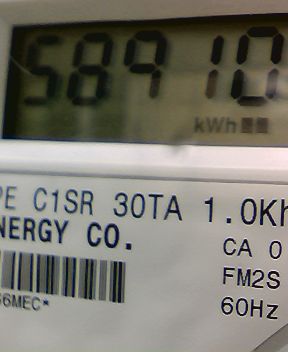 58910
kWh
PE C1SR 30TA 1.0Kh
NERGY CO.
CA 0
FM2S
6MEC*
60Hz